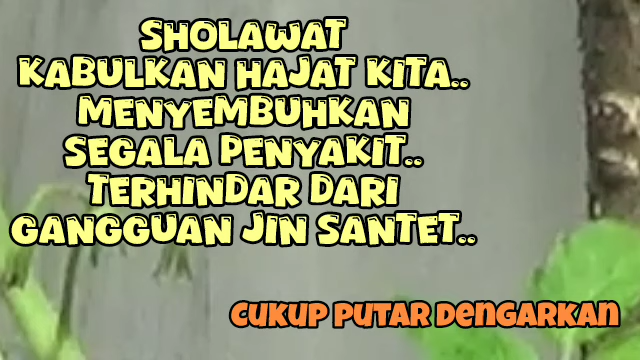 SHOLAWAT
KABULKAN HAJAT KITA..
MENYEMBUHKAN
SEGALA PENYAKIT..
TERHINDAR DARI
GANGGUAN JIN SANTET..
CUKUP PUTAR DENGARKAN